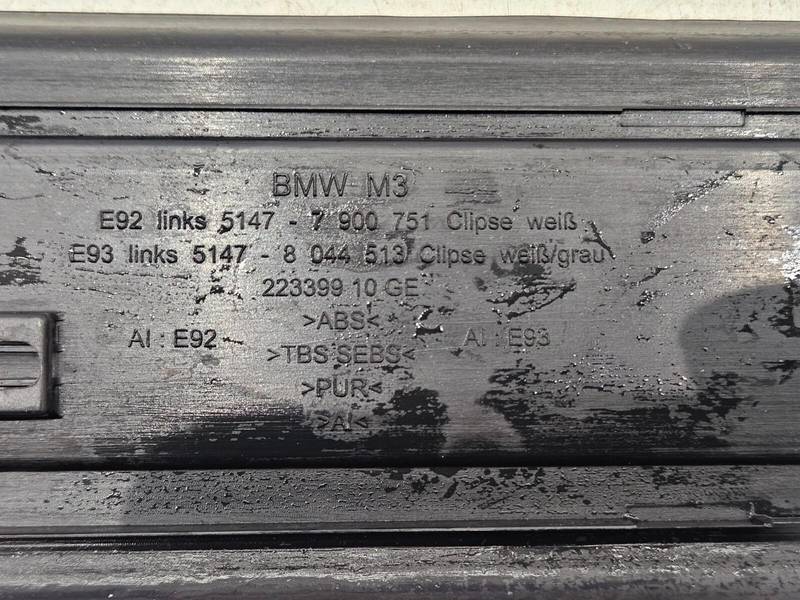 BMW M3
E92 links 5147 - 7 900 751 Clipse weiß
E93 links 5147 - 8 044 513 Clipse weiß/grau
223399 10 GE
>ABS<
AI : E92
AI : E93
>TBS SEBS<
>PUR<
>AI<